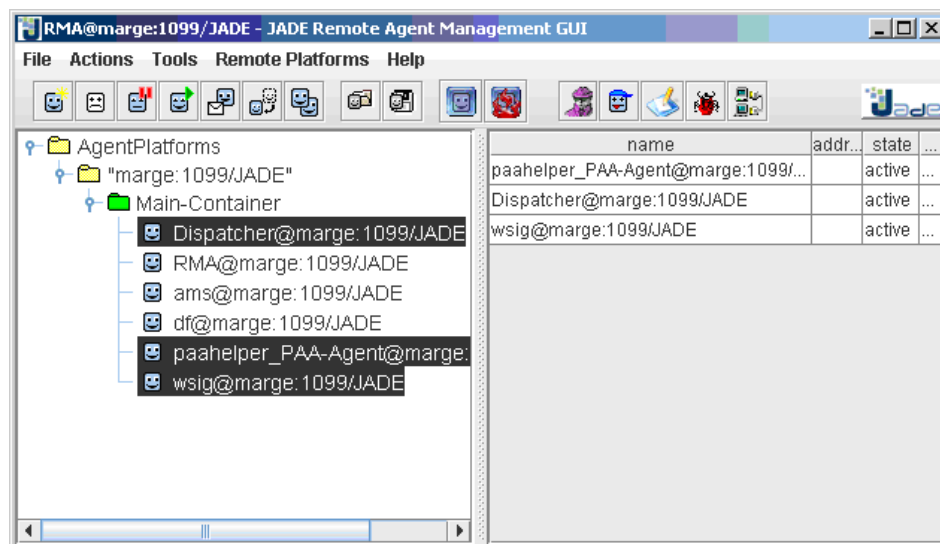 RMA@marge:1099/JADE - JADE Remote Agent Management GUI
File Actions Tools Remote Platforms Help
Jade
AgentPlatforms
"marge:1099/JADE"
Main-Container
Dispatcher@marge:1099/JADE
RMA@marge:1099/JADE
ams@marge:1099/JADE
df@marge:1099/JADE
paahelper_PAA-Agent@marge:
wsig@marge:1099/JADE
name addr... state ...
paahelper_PAA-Agent@marge:1099/... active ...
Dispatcher@marge:1099/JADE active ...
wsig@marge:1099/JADE active ...